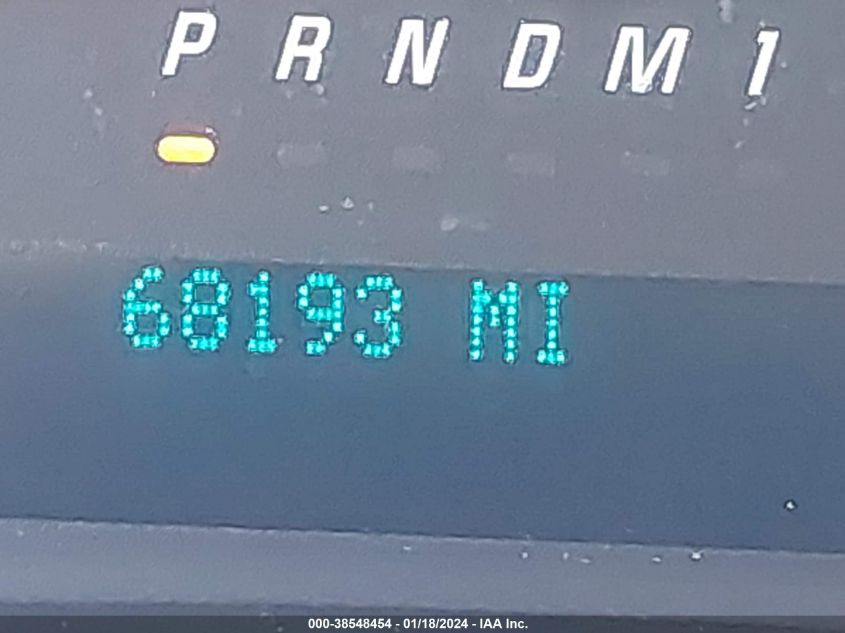 P R N D M 1
68193 MI
000-38548454 - 01/18/2024 - IAA Inc.